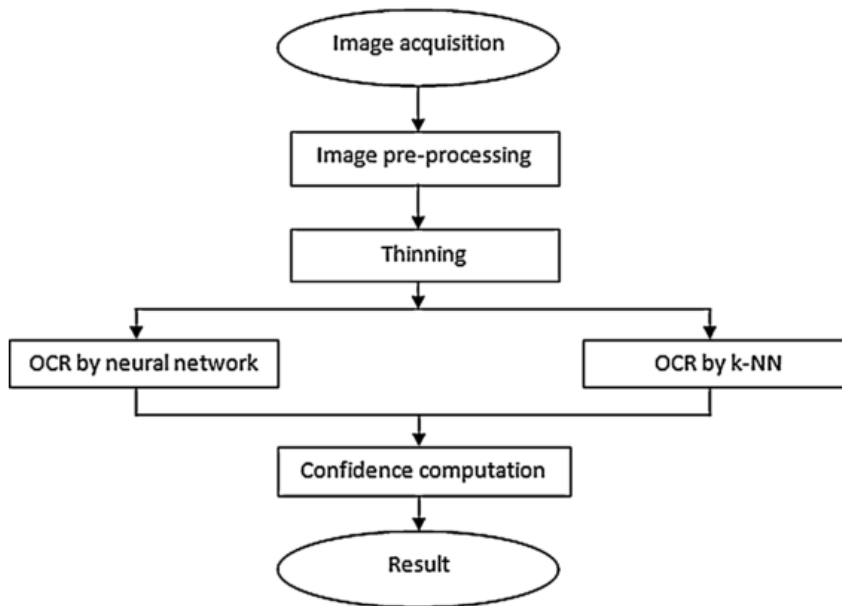 Image acquisition
Image pre-processing
Thinning
OCR by neural network
OCR by k-NN
Confidence computation
Result